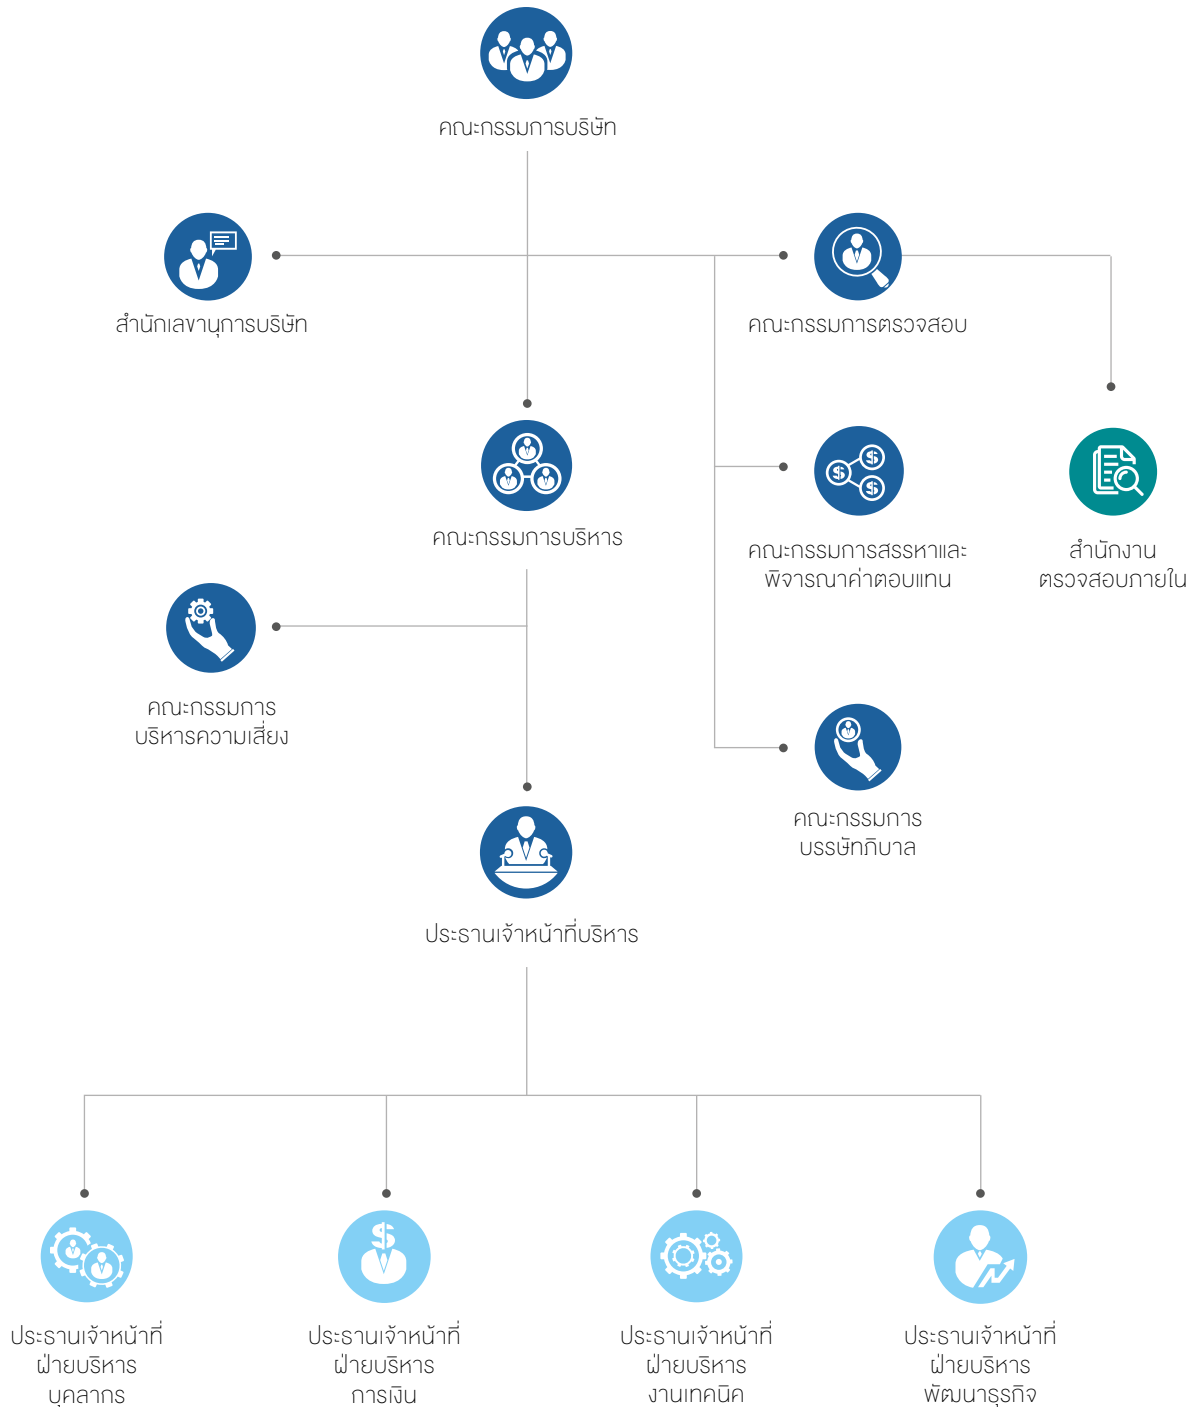 คณะกรรมการบริษัท
สำนักเลขานุการบริษัท
คณะกรรมการตรวจสอบ
คณะกรรมการบริหาร
คณะกรรมการสรรหาและ
พิจารณาค่าตอบแทน
สำนักงาน
ตรวจสอบภายใน
คณะกรรมการ
บริหารความเสี่ยง
คณะกรรมการ
บรรษัทภิบาล
ประธานเจ้าหน้าที่บริหาร
ประธานเจ้าหน้าที่
ฝ่ายบริหาร
บุคลากร
ประธานเจ้าหน้าที่
ฝ่ายบริหาร
การเงิน
ประธานเจ้าหน้าที่
ฝ่ายบริหาร
งานเทคนิค
ประธานเจ้าหน้าที่
ฝ่ายบริหาร
พัฒนาธุรกิจ